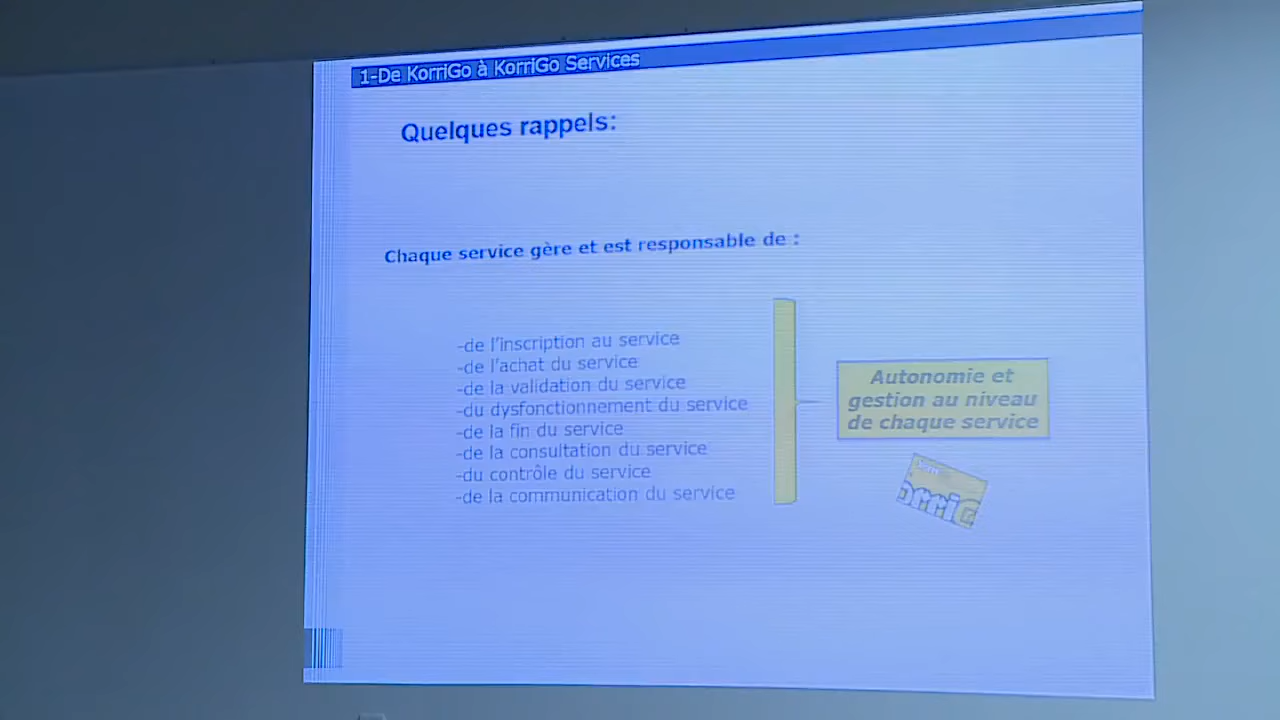 1-De KorriGo à KorriGo Services
Quelques rappels:
Chaque service gère et est responsable de :
-de l'inscription au service
-de l'achat du service
-de la validation du service
-du dysfonctionnement du service
-de la fin du service
-de la consultation du service
-du contrôle du service
-de la communication du service
Autonomie et
gestion au niveau
de chaque service
orriG